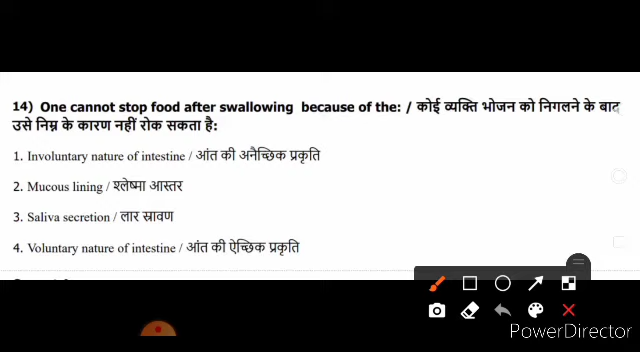 14) One cannot stop food after swallowing because of the: / कोई व्यक्ति भोजन को निगलने के बाद
उसे निम्न के कारण नहीं रोक सकता है:
1. Involuntary nature of intestine / आंत की अनैच्छिक प्रकृति
2. Mucous lining / श्लेष्मा आस्तर
3. Saliva secretion / लार स्रावण
4. Voluntary nature of intestine / आंत की ऐच्छिक प्रकृति
PowerDirector